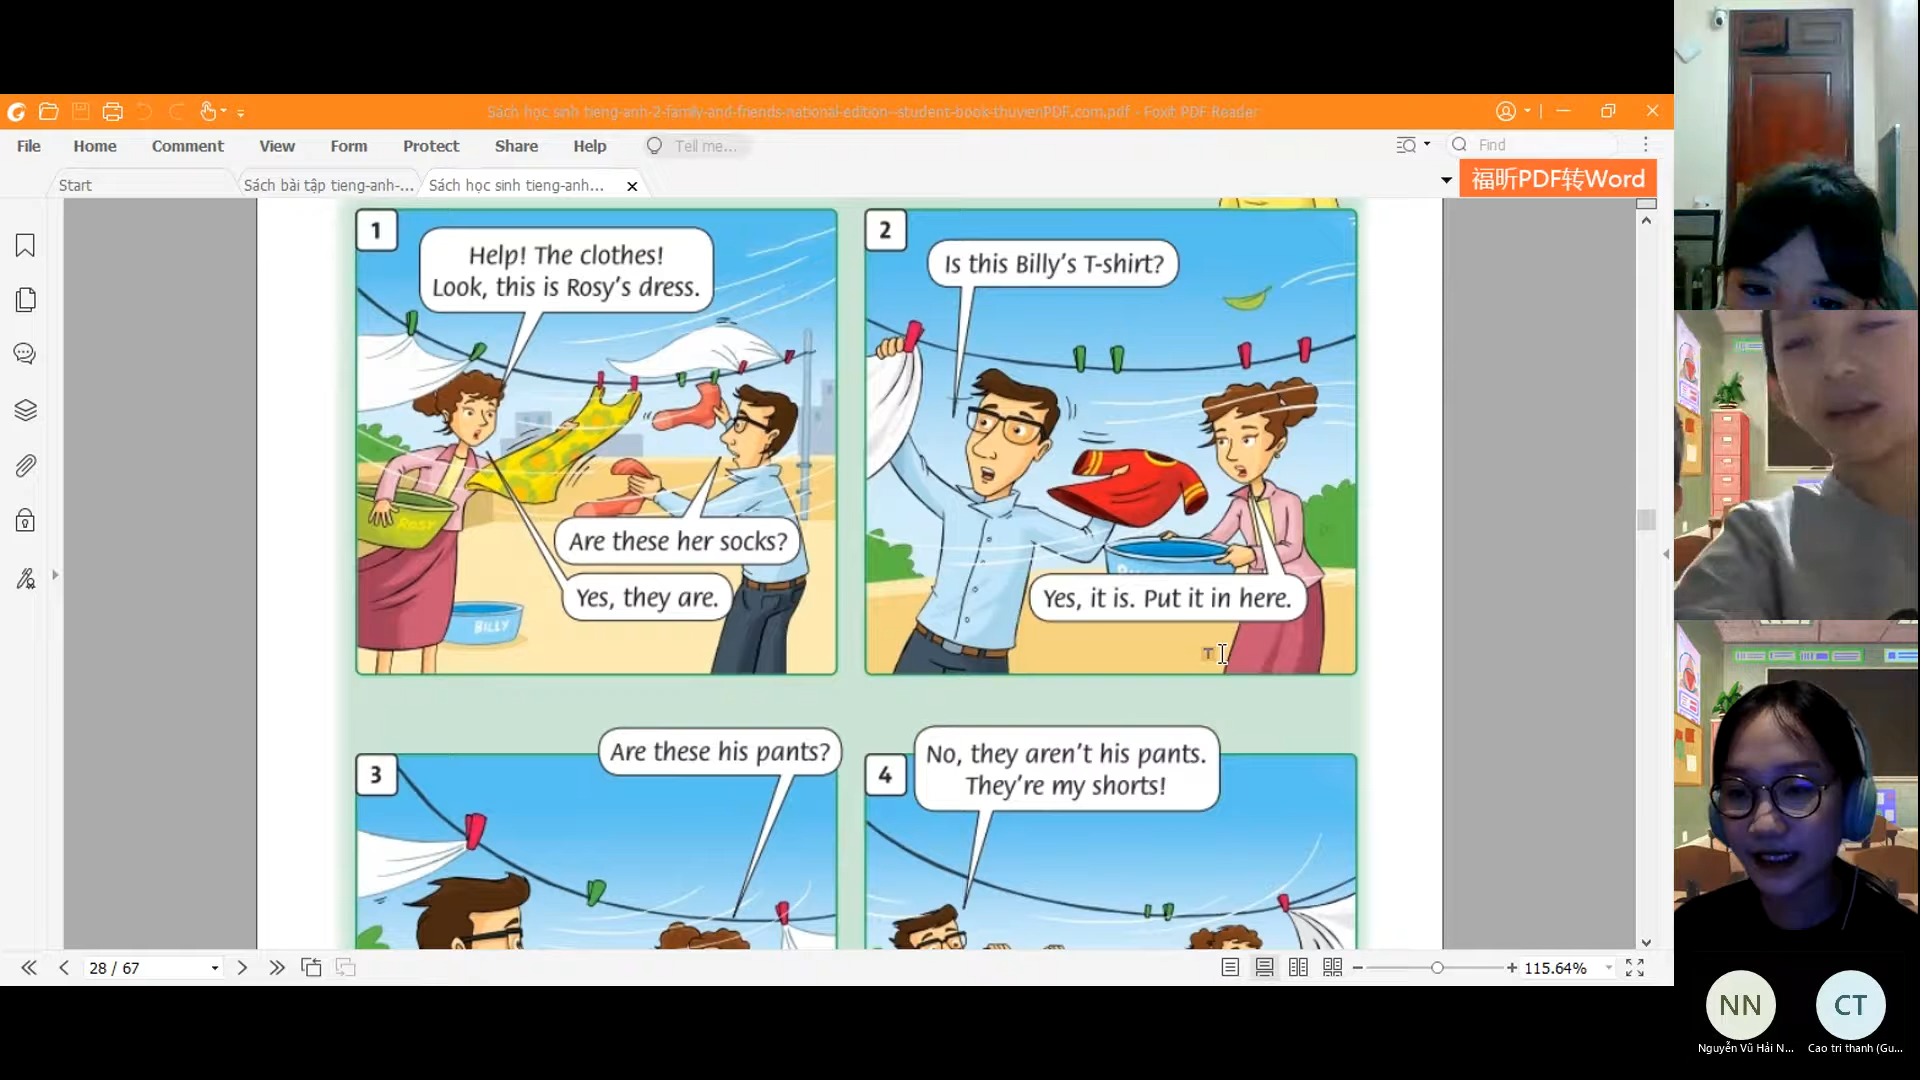 Sách học sinh tieng-anh-2-family-and-friends-national-edition--student-book-thuvienPDF.com.pdf - Foxit PDF Reader
File Home Comment View Form Protect Share Help Tell me... Find
Start Sách bài tập tieng-anh-... Sách học sinh tieng-anh... 福昕PDF转Word
1
Help! The clothes!
Look, this is Rosy's dress.
ROSY
Are these her socks?
Yes, they are.
BILLY
2
Is this Billy's T-shirt?
Yes, it is. Put it in here.
3
Are these his pants?
4
No, they aren't his pants.
They're my shorts!
28 / 67 115.64%
NN CT
Nguyễn Vũ Hải N... Cao tri thanh (Gu...